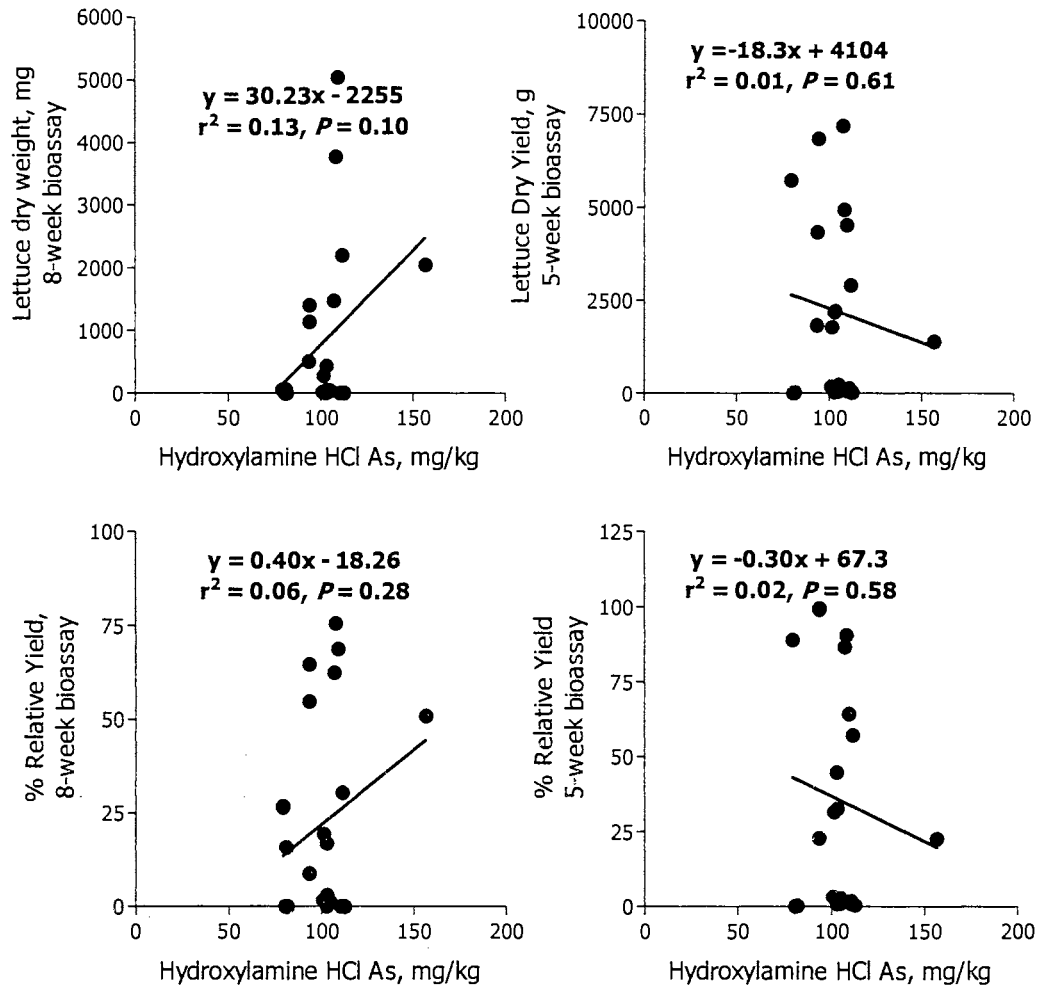 6000
5000
4000
3000
2000
1000
0
0 50 100 150 200
Lettuce dry weight, mg
8-week bioassay
y = 30.23x - 2255
r² = 0.13, P = 0.10
Hydroxylamine HCl As, mg/kg
10000
7500
5000
2500
0
0 50 100 150 200
Lettuce Dry Yield, g
5-week bioassay
y =-18.3x + 4104
r² = 0.01, P = 0.61
Hydroxylamine HCl As, mg/kg
100
75
50
25
0
0 50 100 150 200
% Relative Yield,
8-week bioassay
y = 0.40x - 18.26
r² = 0.06, P = 0.28
Hydroxylamine HCl As, mg/kg
125
100
75
50
25
0
0 50 100 150 200
% Relative Yield
5-week bioassay
y = -0.30x + 67.3
r² = 0.02, P = 0.58
Hydroxylamine HCl As, mg/kg